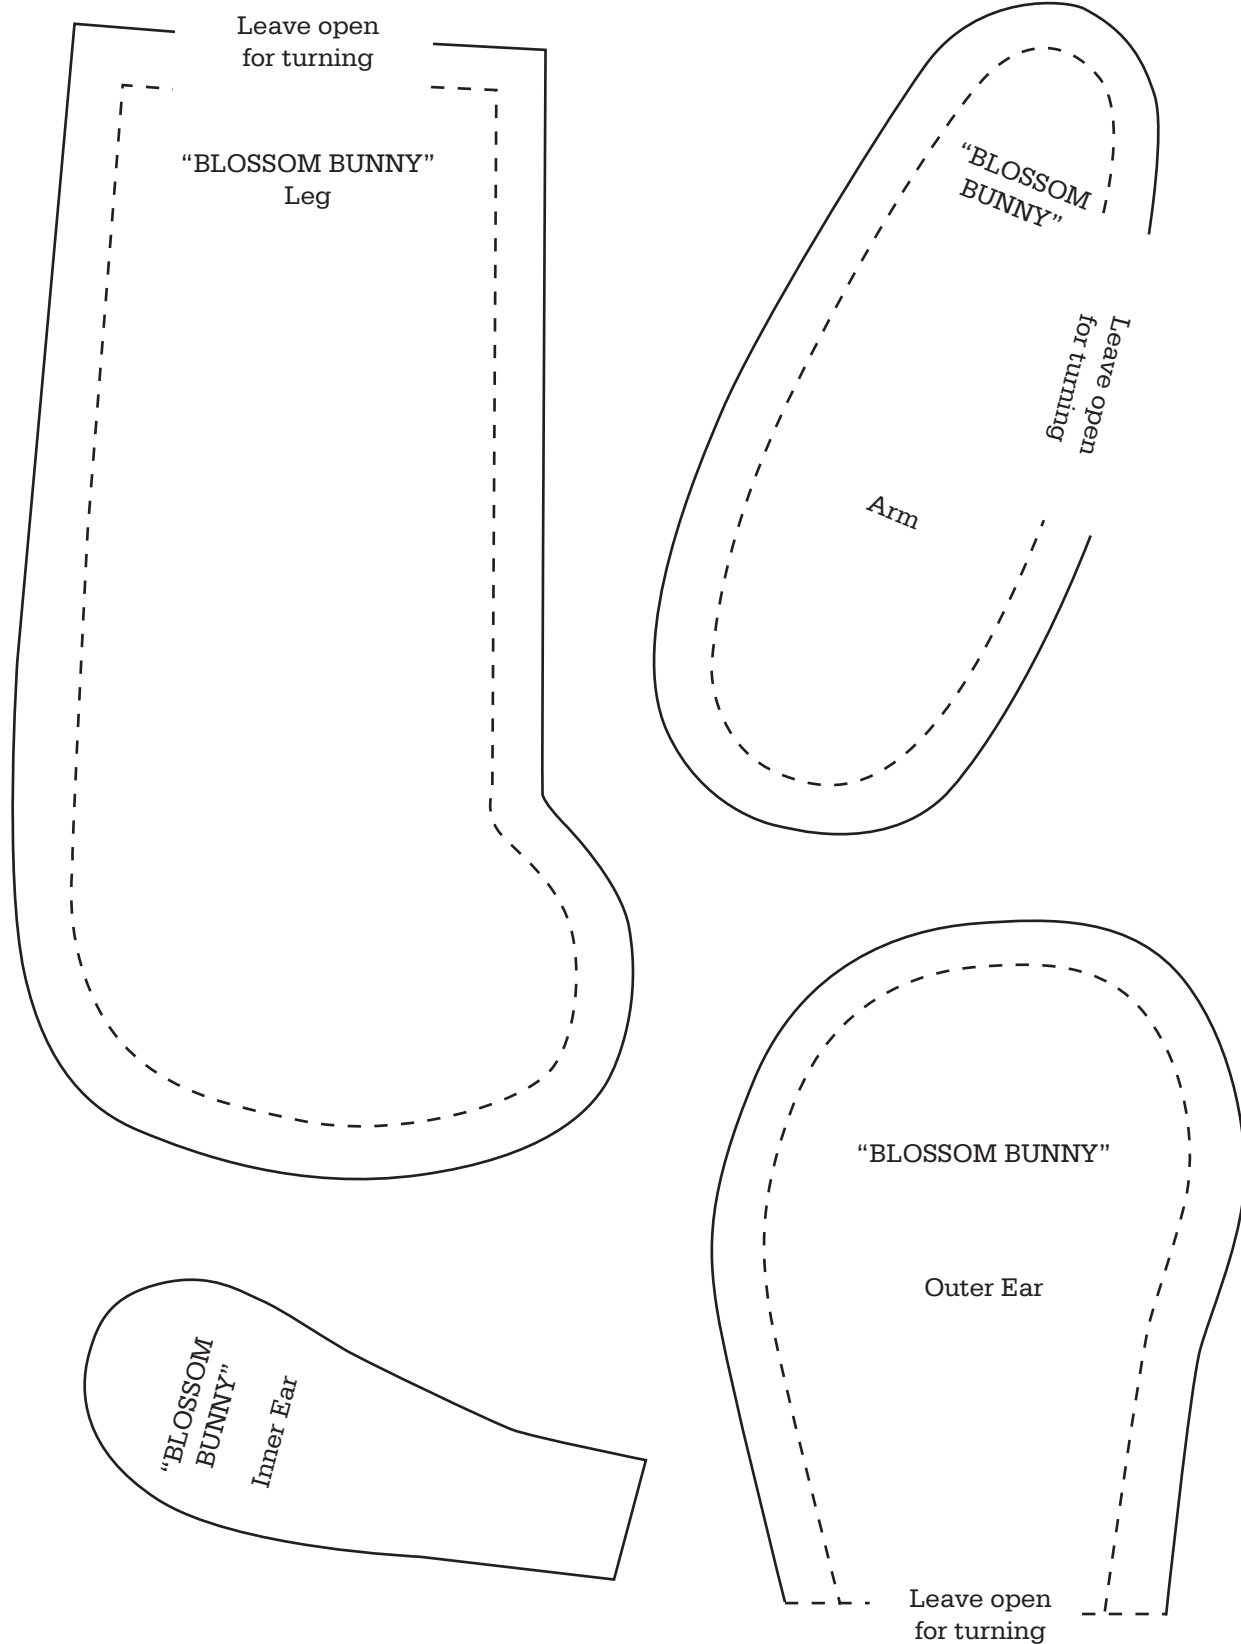 Leave open
for turning
“BLOSSOM BUNNY”
Leg
“BLOSSOM
BUNNY”
Leave open
for turning
Arm
“BLOSSOM BUNNY”
Outer Ear
Leave open
for turning
“BLOSSOM
BUNNY”
Inner Ear